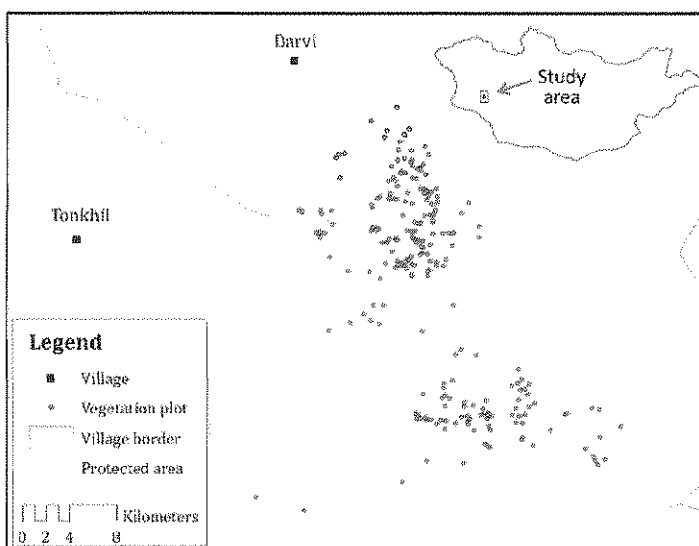 Darvi
Study
area
Tonkhil
Legend
Village
Vegetation plot
Village border
Protected area
Kilometers
0 2 4 8